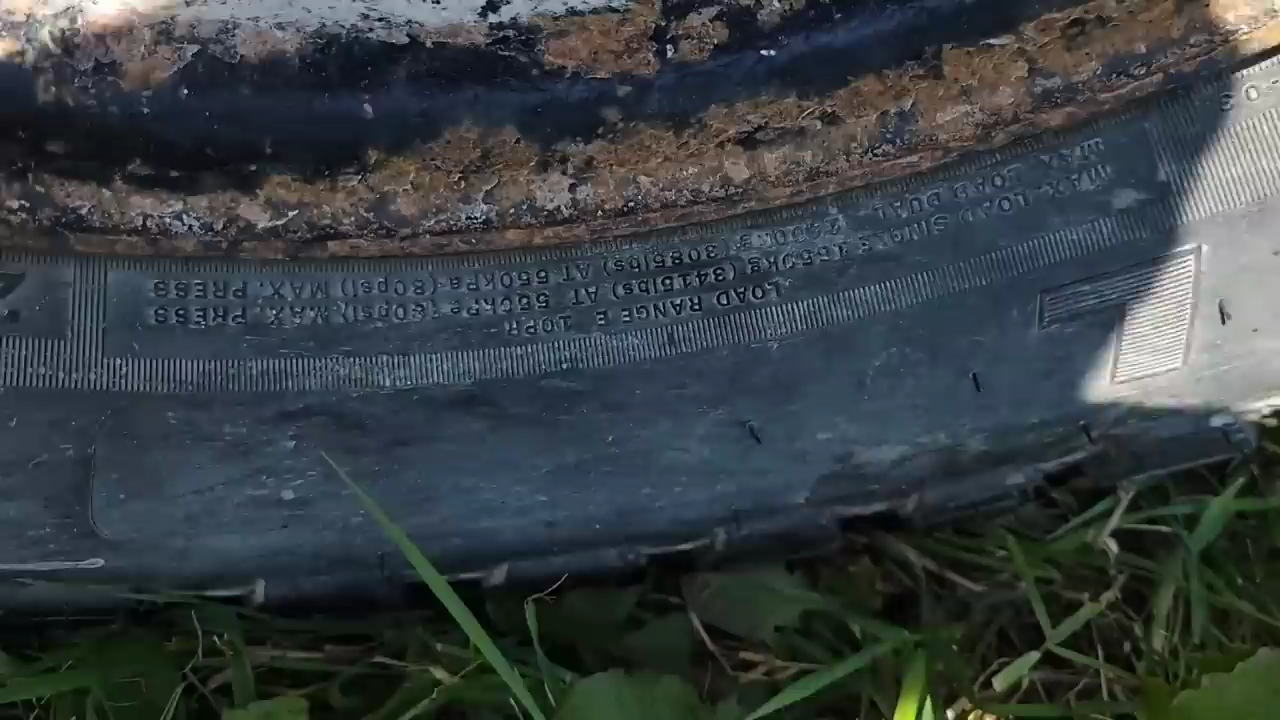 LOAD RANGE E 10PR
MAX. LOAD SINGLE 1550kg (3415lbs) AT 550kPa (80psi) MAX. PRESS
MAX. LOAD DUAL (3085lbs) AT 550kPa (80psi) MAX. PRESS